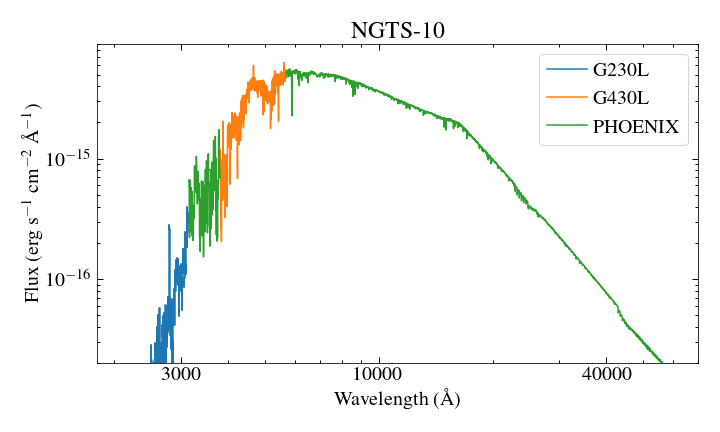 NGTS-10
G230L
G430L
PHOENIX
Flux (erg s⁻¹ cm⁻² Å⁻¹)
10⁻¹⁵
10⁻¹⁶
3000 10000 40000
Wavelength (Å)